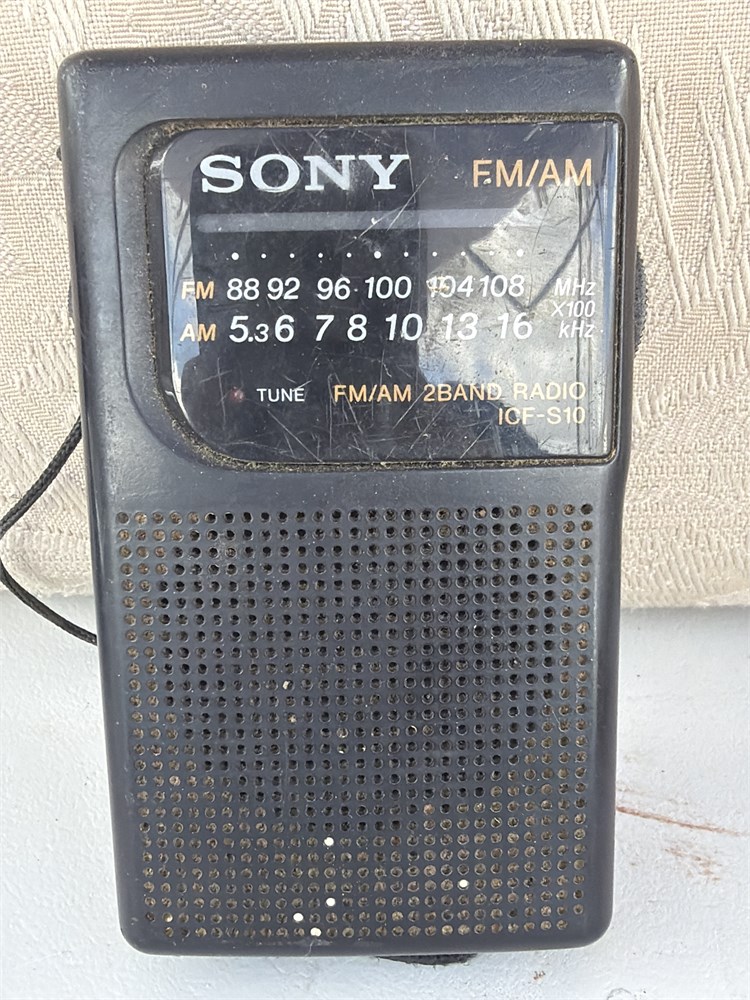 SONY FM/AM
FM 88 92 96 100 104 108 MHz
X100
AM 5.3 6 7 8 10 13 16 kHz
TUNE FM/AM 2BAND RADIO
ICF-S10